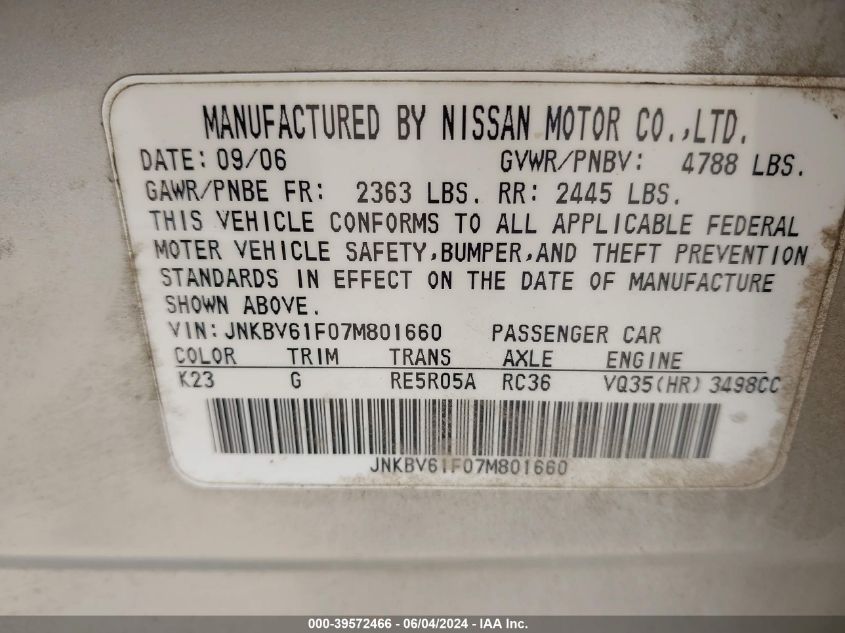 MANUFACTURED BY NISSAN MOTOR CO.,LTD.
DATE: 09/06 GVWR/PNBV: 4788 LBS.
GAWR/PNBE FR: 2363 LBS. RR: 2445 LBS.
THIS VEHICLE CONFORMS TO ALL APPLICABLE FEDERAL
MOTER VEHICLE SAFETY,BUMPER,AND THEFT PREVENTION
STANDARDS IN EFFECT ON THE DATE OF MANUFACTURE
SHOWN ABOVE.
VIN:JNKBV61F07M801660 PASSENGER CAR
COLOR TRIM TRANS AXLE ENGINE
K23 G RE5R05A RC36 VQ35(HR) 3498CC
JNKBV61F07M801660
000-39572466 - 06/04/2024 - IAA Inc.